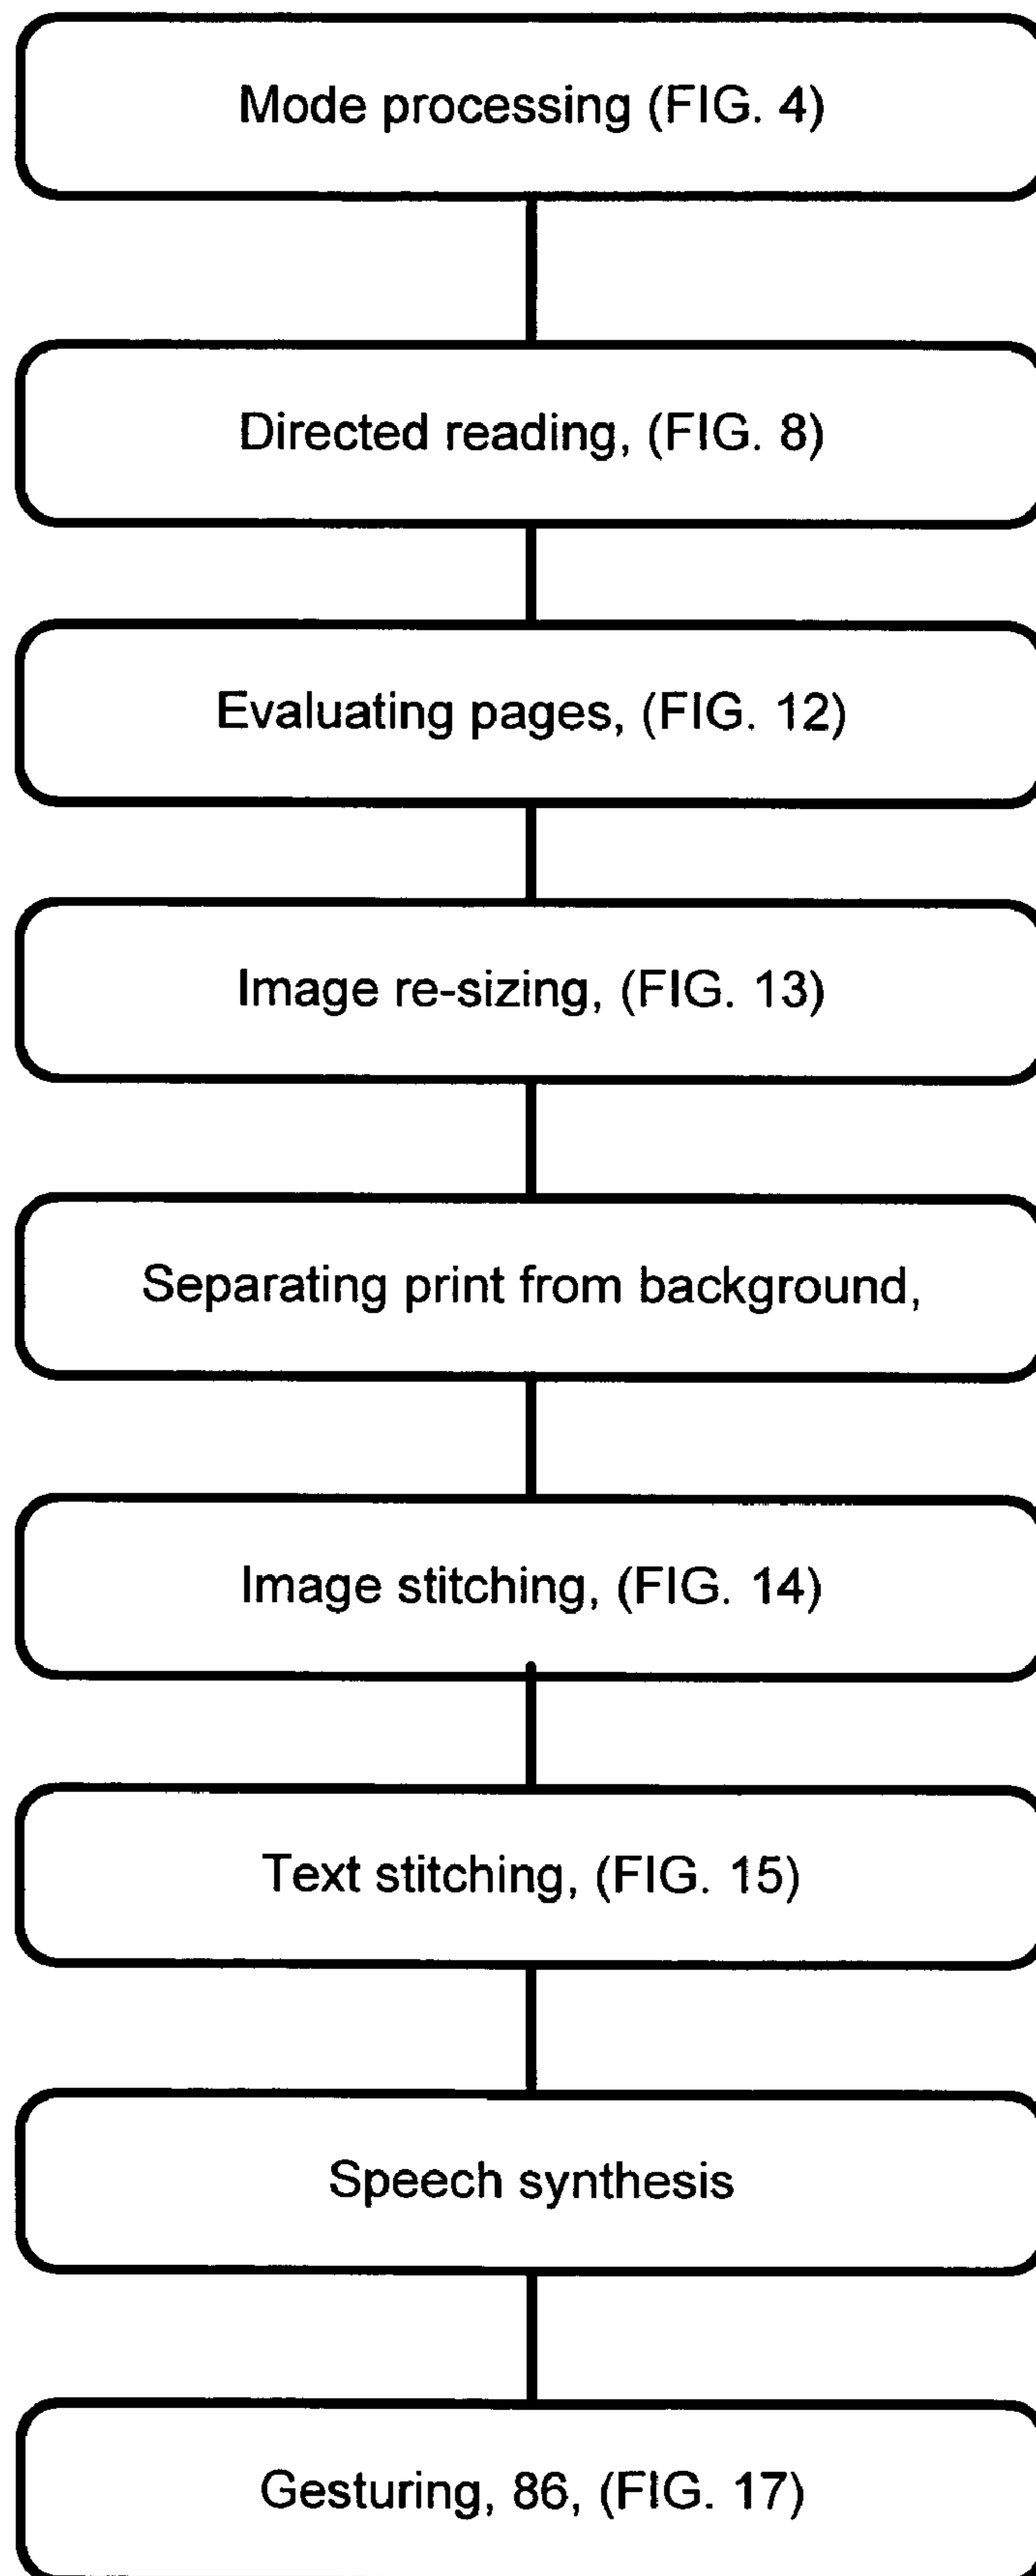 Mode processing (FIG. 4)
Directed reading, (FIG. 8)
Evaluating pages, (FIG. 12)
Image re-sizing, (FIG. 13)
Separating print from background,
Image stitching, (FIG. 14)
Text stitching, (FIG. 15)
Speech synthesis
Gesturing, 86, (FIG. 17)